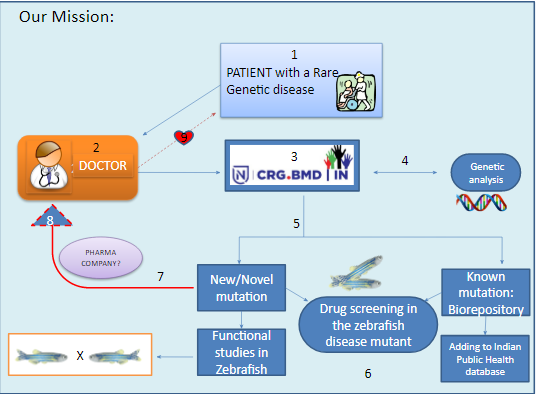 Our Mission:
1
PATIENT with a Rare
Genetic disease
9
2
DOCTOR
3
N CRG.BMD IN
4
Genetic
analysis
8
5
PHARMA
COMPANY?
7
New/Novel
mutation
Known
mutation:
Biorepository
Drug screening in
the zebrafish
disease mutant
Functional
studies in
Zebrafish
X
Adding to Indian
Public Health
database
6